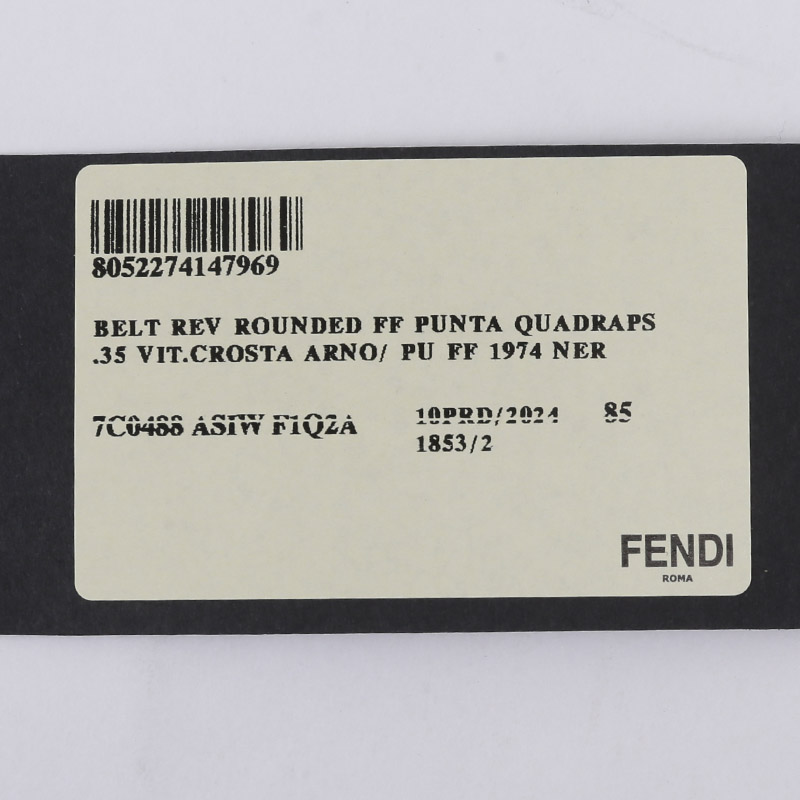 8052274147969
BELT REV ROUNDED FF PUNTA QUADRAPS
.35 VIT.CROSTA ARNO/ PU FF 1974 NER
7C0488 ASIW F1Q2A 10PRD/2024 85
1853/2
FENDI
ROMA